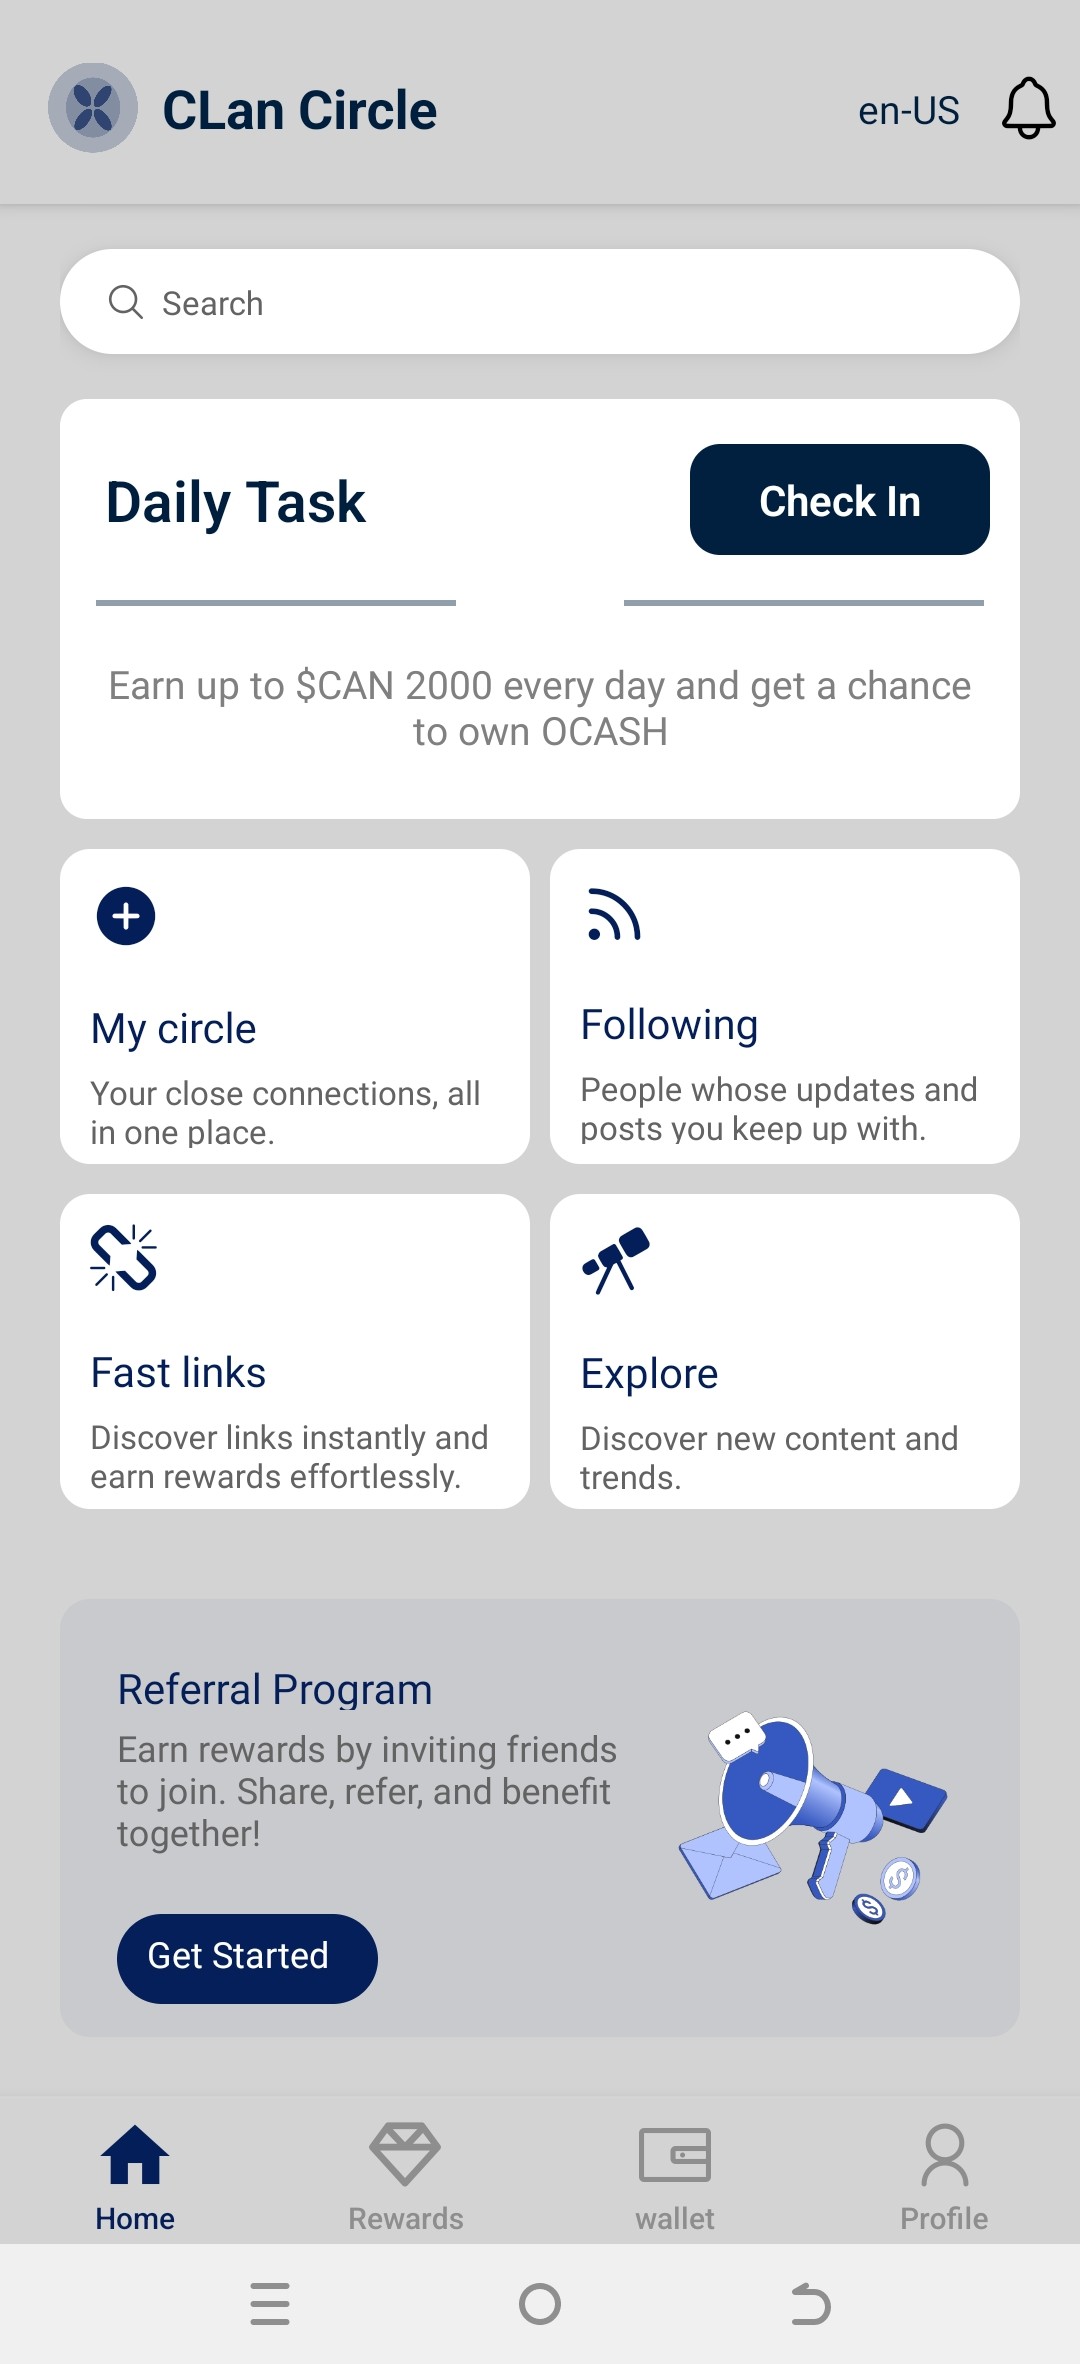 CLan Circle
en-US
Search
Daily Task
Check In
Earn up to $CAN 2000 every day and get a chance
to own OCASH
My circle
Your close connections, all
in one place.
Following
People whose updates and
posts you keep up with.
Fast links
Discover links instantly and
earn rewards effortlessly.
Explore
Discover new content and
trends.
Referral Program
Earn rewards by inviting friends
to join. Share, refer, and benefit
together!
Get Started
Home
Rewards
wallet
Profile